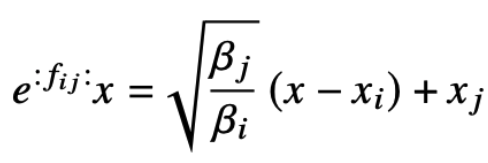 $e^{:f_{ij}:}x = \sqrt{\frac{\beta_j}{\beta_i}}\,(x - x_i) + x_j$